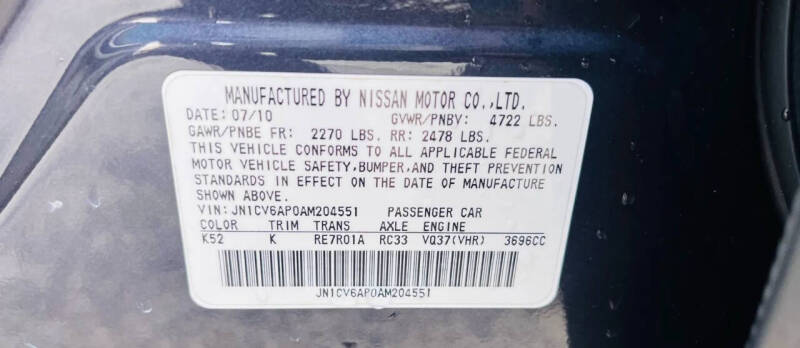 MANUFACTURED BY NISSAN MOTOR CO.,LTD.
DATE: 07/10 GVWR/PNBV: 4722 LBS.
GAWR/PNBE FR: 2270 LBS. RR: 2478 LBS.
THIS VEHICLE CONFORMS TO ALL APPLICABLE FEDERAL
MOTOR VEHICLE SAFETY,BUMPER,AND THEFT PREVENTION
STANDARDS IN EFFECT ON THE DATE OF MANUFACTURE
SHOWN ABOVE.
VIN: JN1CV6AP0AM204551 PASSENGER CAR
COLOR TRIM TRANS AXLE ENGINE
K52 K RE7R01A RC33 VQ37(VHR) 3696CC
JN1CV6AP0AM204551